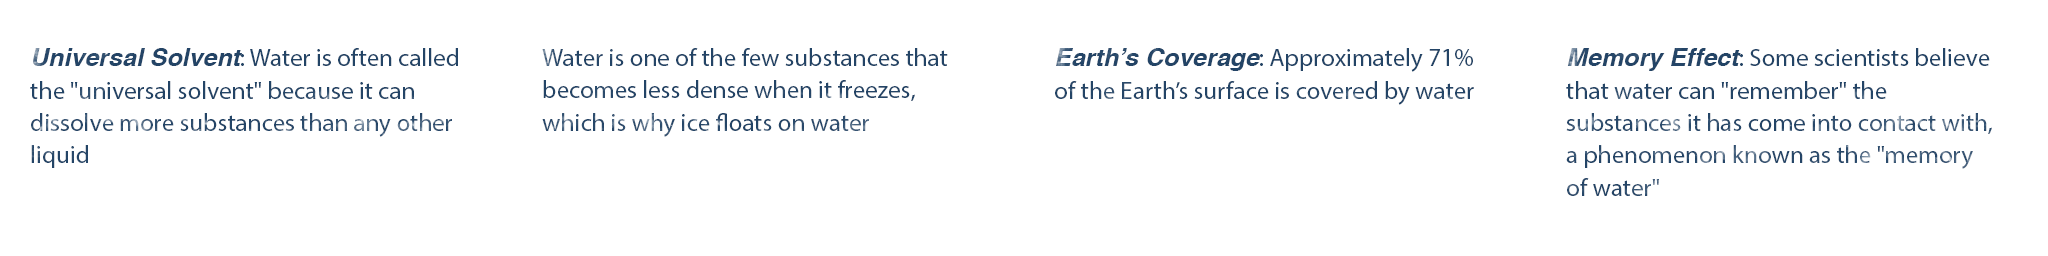 Universal Solvent: Water is often called
the "universal solvent" because it can
dissolve more substances than any other
liquid
Water is one of the few substances that
becomes less dense when it freezes,
which is why ice floats on water
Earth’s Coverage: Approximately 71%
of the Earth’s surface is covered by water
Memory Effect: Some scientists believe
that water can "remember" the
substances it has come into contact with,
a phenomenon known as the "memory
of water"